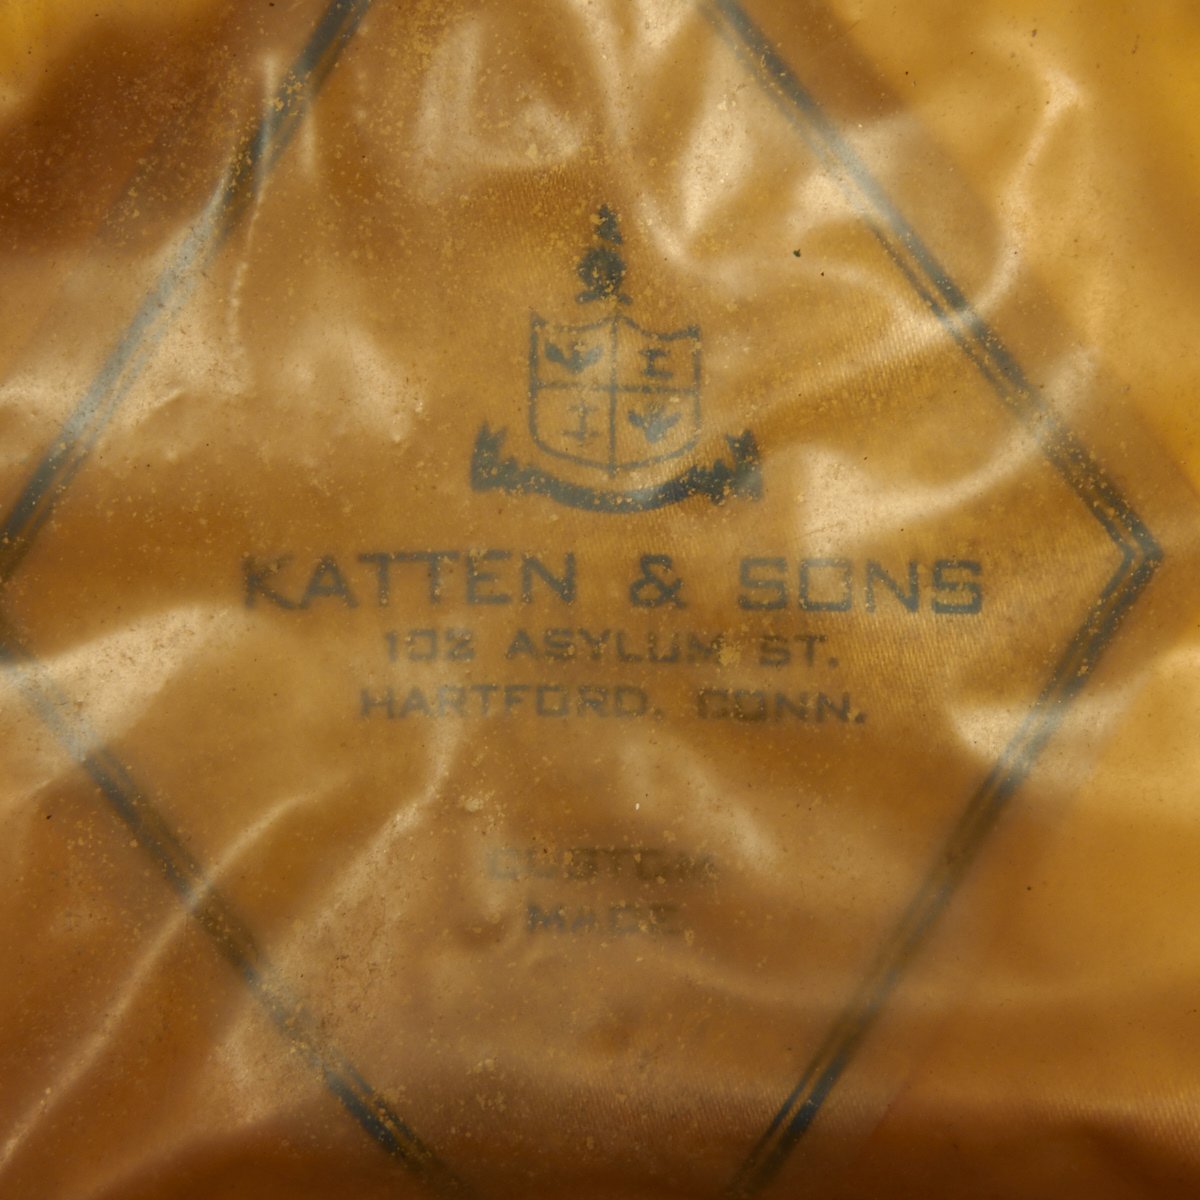 KATTEN & SONS
ASYLUM ST.
HARTFORD, CONN.
CUSTOM
MADE